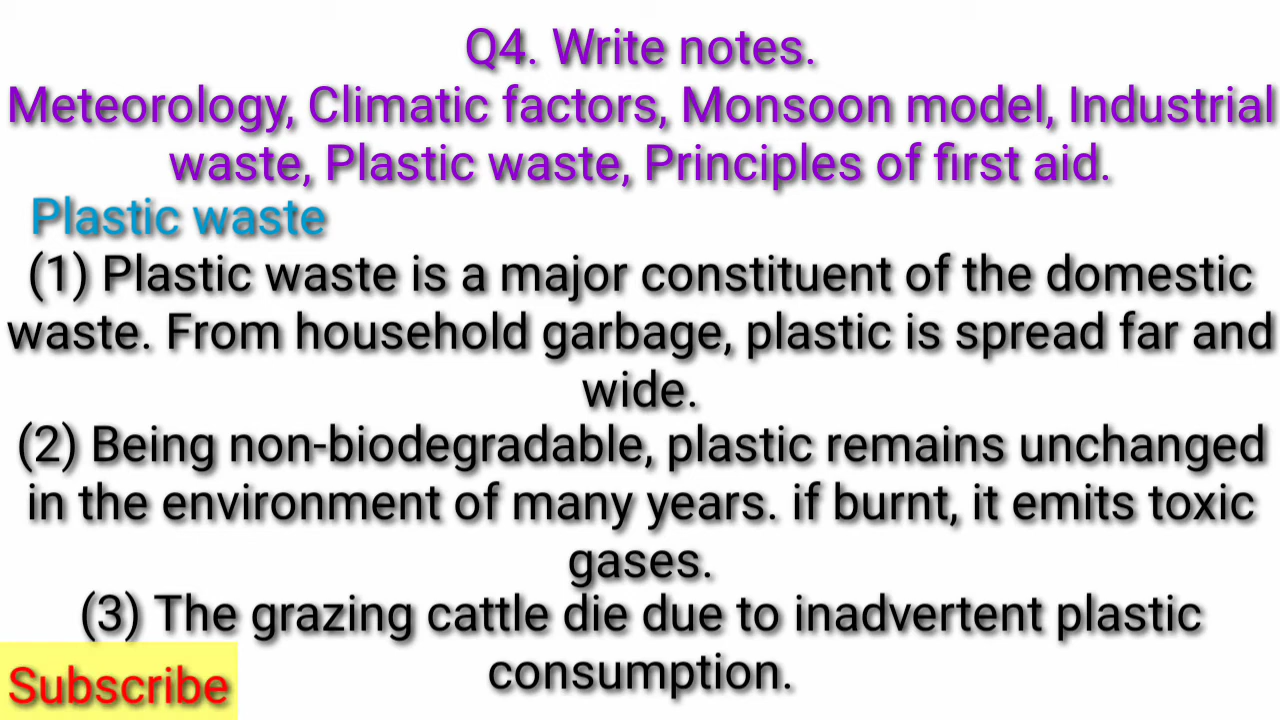 Q4. Write notes.
Meteorology, Climatic factors, Monsoon model, Industrial
waste, Plastic waste, Principles of first aid.
Plastic waste
(1) Plastic waste is a major constituent of the domestic
waste. From household garbage, plastic is spread far and
wide.
(2) Being non-biodegradable, plastic remains unchanged
in the environment of many years. if burnt, it emits toxic
gases.
(3) The grazing cattle die due to inadvertent plastic
consumption.
Subscribe